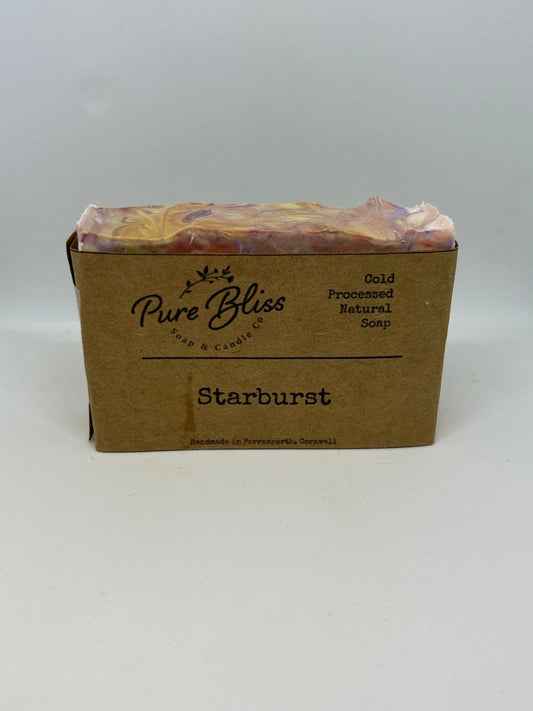 Pure Bliss
Soap & Candle Co
Cold
Processed
Natural
Soap
Starburst
Handmade in Perranporth, Cornwall